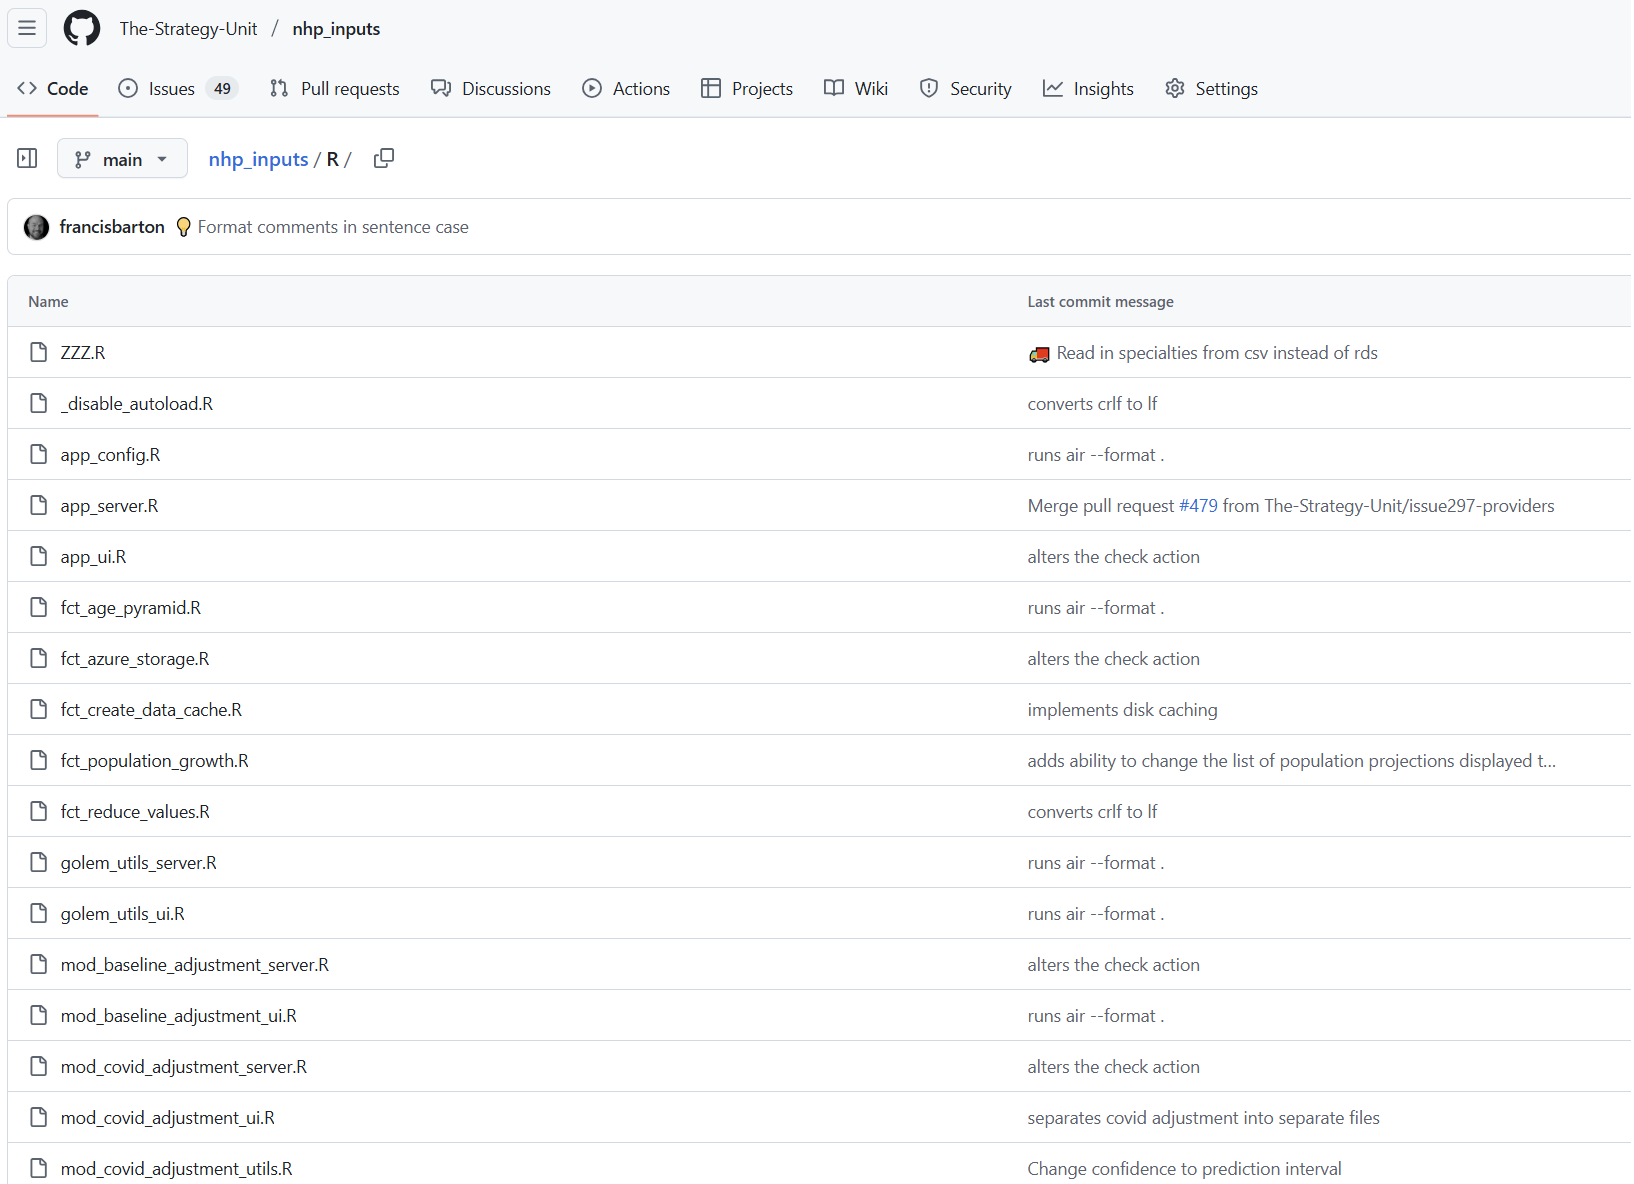 The-Strategy-Unit / nhp_inputs
Code Issues 49 Pull requests Discussions Actions Projects Wiki Security Insights Settings
main nhp_inputs / R /
francisbarton Format comments in sentence case
Name Last commit message
ZZZ.R Read in specialties from csv instead of rds
_disable_autoload.R converts crlf to lf
app_config.R runs air --format .
app_server.R Merge pull request #479 from The-Strategy-Unit/issue297-providers
app_ui.R alters the check action
fct_age_pyramid.R runs air --format .
fct_azure_storage.R alters the check action
fct_create_data_cache.R implements disk caching
fct_population_growth.R adds ability to change the list of population projections displayed t...
fct_reduce_values.R converts crlf to lf
golem_utils_server.R runs air --format .
golem_utils_ui.R runs air --format .
mod_baseline_adjustment_server.R alters the check action
mod_baseline_adjustment_ui.R runs air --format .
mod_covid_adjustment_server.R alters the check action
mod_covid_adjustment_ui.R separates covid adjustment into separate files
mod_covid_adjustment_utils.R Change confidence to prediction interval